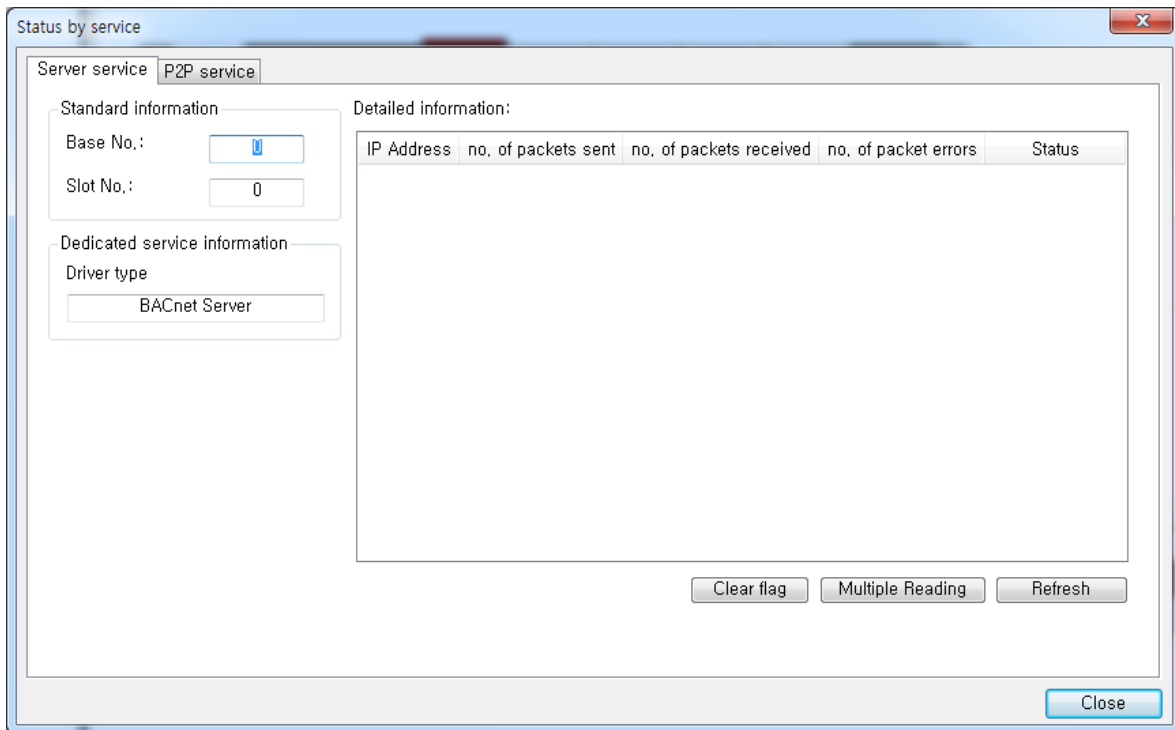 Status by service
Server service P2P service
Standard information
Base No.: 0
Slot No.: 0
Dedicated service information
Driver type
BACnet Server
Detailed information:
IP Address no. of packets sent no. of packets received no. of packet errors Status
Clear flag Multiple Reading Refresh
Close